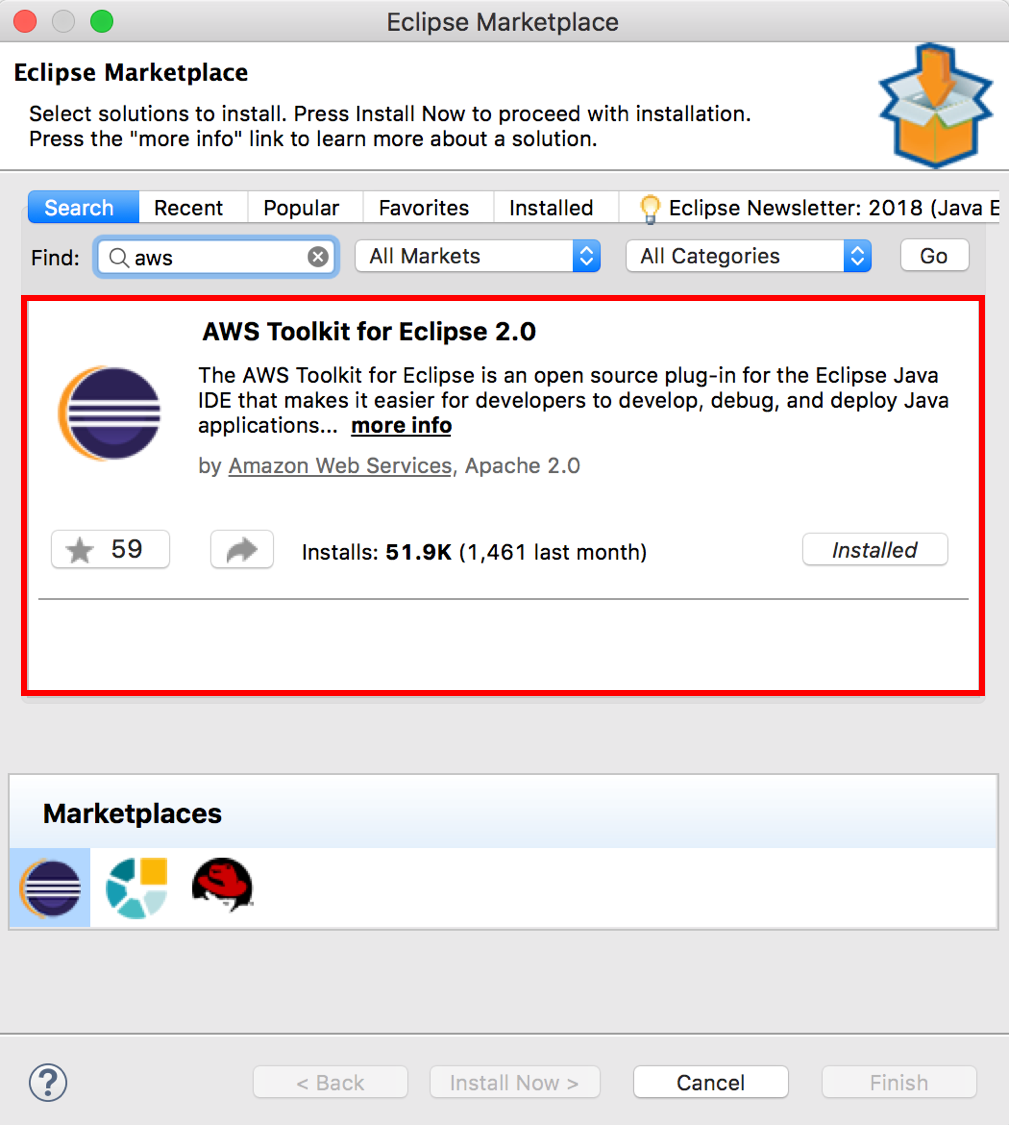 Eclipse Marketplace
Eclipse Marketplace
Select solutions to install. Press Install Now to proceed with installation.
Press the "more info" link to learn more about a solution.
Search Recent Popular Favorites Installed Eclipse Newsletter: 2018 (Java E
Find: aws All Markets All Categories Go
AWS Toolkit for Eclipse 2.0
The AWS Toolkit for Eclipse is an open source plug-in for the Eclipse Java
IDE that makes it easier for developers to develop, debug, and deploy Java
applications... more info
by Amazon Web Services, Apache 2.0
59 Installs: 51.9K (1,461 last month) Installed
Marketplaces
? < Back Install Now > Cancel Finish